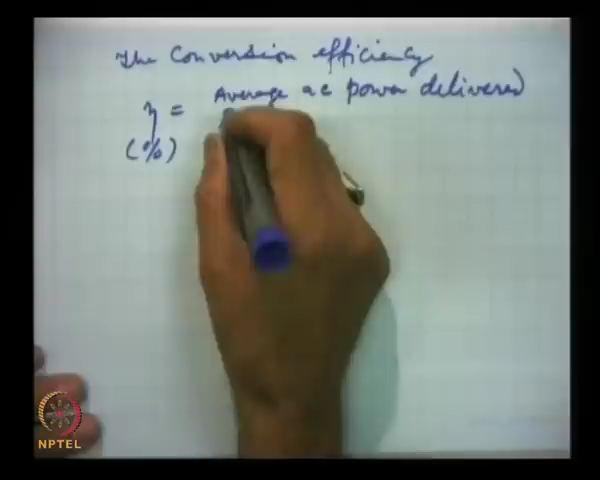 The conversion efficiency
η = Average ac power delivered
(%)
NPTEL